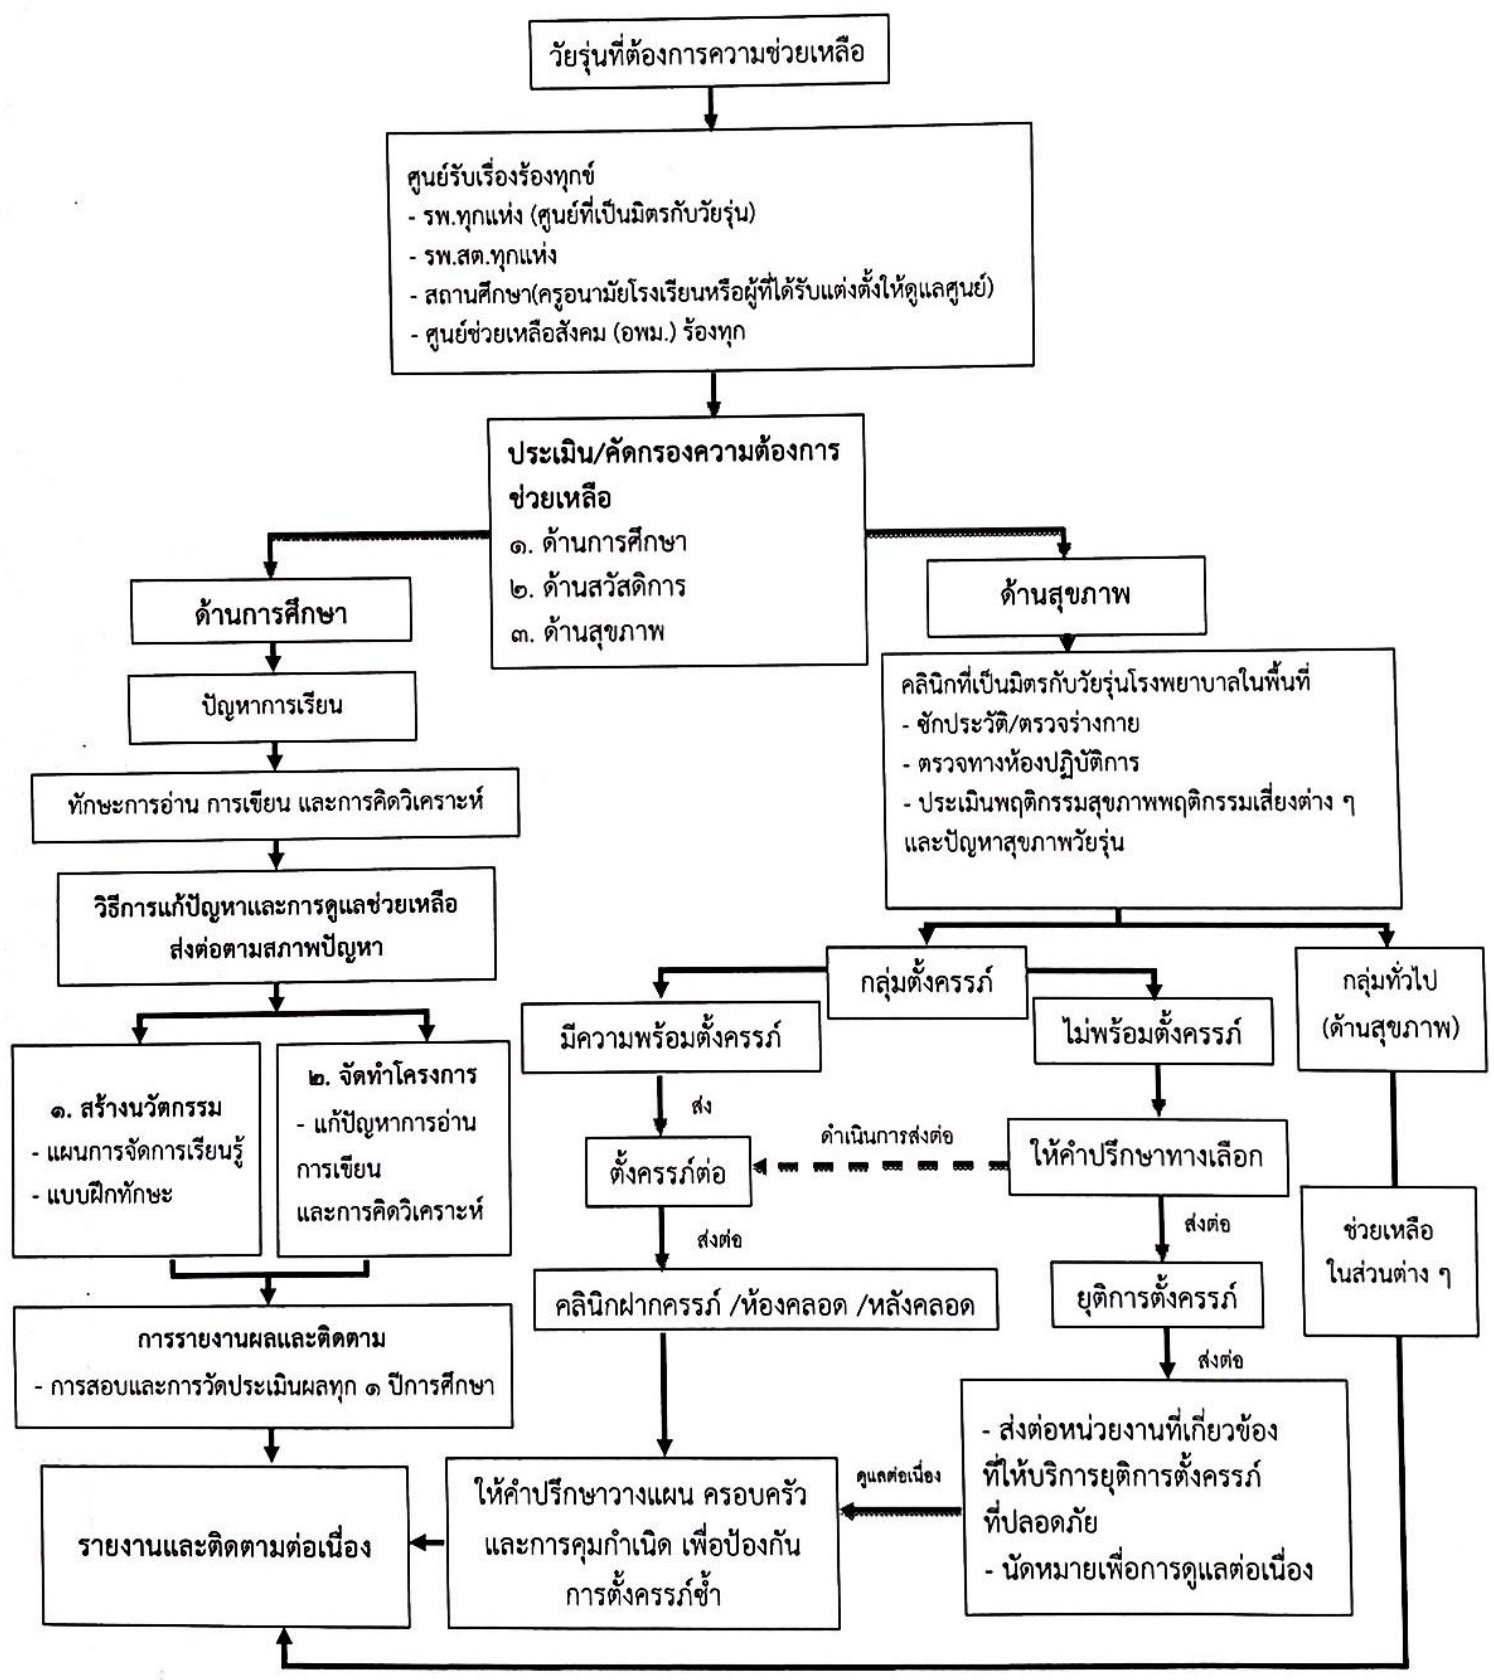 วัยรุ่นที่ต้องการความช่วยเหลือ
ศูนย์รับเรื่องร้องทุกข์
- รพ.ทุกแห่ง (ศูนย์ที่เป็นมิตรกับวัยรุ่น)
- รพ.สต.ทุกแห่ง
- สถานศึกษา(ครูอนามัยโรงเรียนหรือผู้ที่ได้รับแต่งตั้งให้ดูแลศูนย์)
- ศูนย์ช่วยเหลือสังคม (อพม.) ร้องทุก
ประเมิน/คัดกรองความต้องการ
ช่วยเหลือ
๑. ด้านการศึกษา
๒. ด้านสวัสดิการ
๓. ด้านสุขภาพ
ด้านการศึกษา
ปัญหาการเรียน
ทักษะการอ่าน การเขียน และการคิดวิเคราะห์
วิธีการแก้ปัญหาและการดูแลช่วยเหลือ
ส่งต่อตามสภาพปัญหา
๑. สร้างนวัตกรรม
- แผนการจัดการเรียนรู้
- แบบฝึกทักษะ
๒. จัดทำโครงการ
- แก้ปัญหาการอ่าน
การเขียน
และการคิดวิเคราะห์
การรายงานผลและติดตาม
- การสอบและการวัดประเมินผลทุก ๑ ปีการศึกษา
ด้านสุขภาพ
คลินิกที่เป็นมิตรกับวัยรุ่นโรงพยาบาลในพื้นที่
- ซักประวัติ/ตรวจร่างกาย
- ตรวจทางห้องปฏิบัติการ
- ประเมินพฤติกรรมสุขภาพพฤติกรรมเสี่ยงต่าง ๆ
และปัญหาสุขภาพวัยรุ่น
กลุ่มตั้งครรภ์
มีความพร้อมตั้งครรภ์
ส่ง
ตั้งครรภ์ต่อ
ส่งต่อ
คลินิกฝากครรภ์ /ห้องคลอด /หลังคลอด
ไม่พร้อมตั้งครรภ์
ดำเนินการส่งต่อ
ให้คำปรึกษาทางเลือก
ส่งต่อ
ยุติการตั้งครรภ์
ส่งต่อ
- ส่งต่อหน่วยงานที่เกี่ยวข้อง
ที่ให้บริการยุติการตั้งครรภ์
ที่ปลอดภัย
- นัดหมายเพื่อการดูแลต่อเนื่อง
กลุ่มทั่วไป
(ด้านสุขภาพ)
ช่วยเหลือ
ในส่วนต่าง ๆ
ดูแลต่อเนื่อง
ให้คำปรึกษาวางแผน ครอบครัว
และการคุมกำเนิด เพื่อป้องกัน
การตั้งครรภ์ซ้ำ
รายงานและติดตามต่อเนื่อง